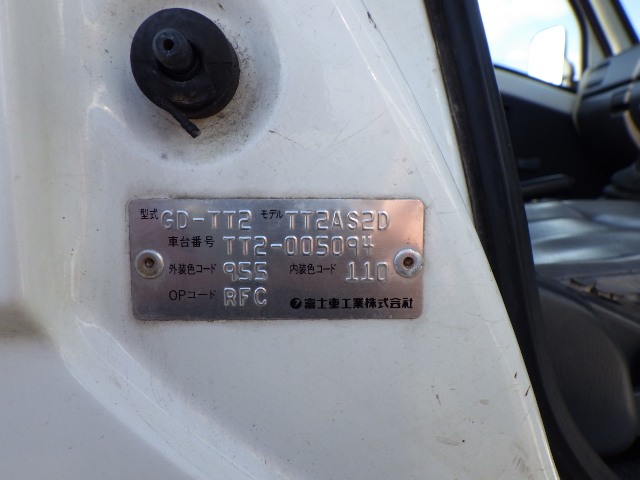 型式 GD-TT2 モデル TT2AS2D
車台番号 TT2-005094
外装色コード 955 内装色コード 110
OPコード RFC 富士重工業株式会社